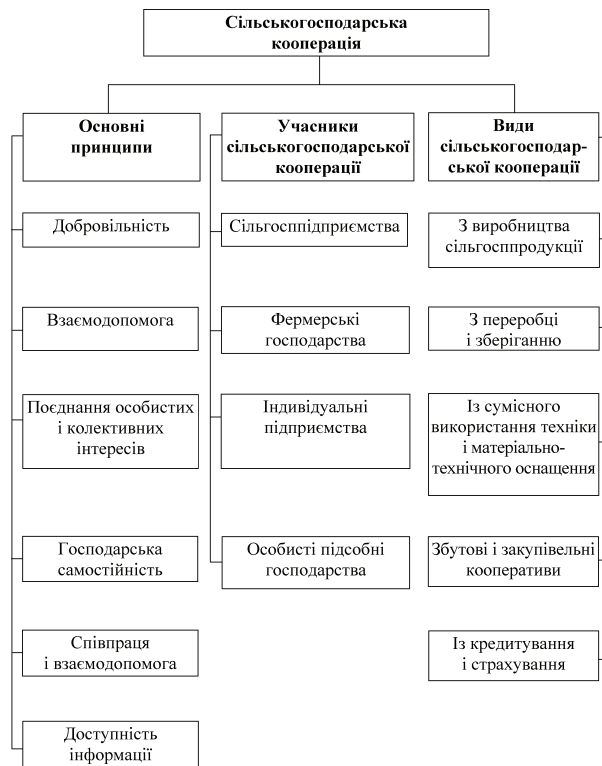 Сільськогосподарська
кооперація
Основні
принципи
Добровільність
Взаємодопомога
Поєднання особистих
і колективних
інтересів
Господарська
самостійність
Співпраця
і взаємодопомога
Доступність
інформації
Учасники
сільськогосподарської
кооперації
Сільгосппідприємства
Фермерські
господарства
Індивідуальні
підприємства
Особисті підсобні
господарства
Види
сільськогосподар-
ської кооперації
З виробництва
сільгосппродукції
З переробці
і зберіганню
Із сумісного
використання техніки
і матеріально-
технічного оснащення
Збутові і закупівельні
кооперативи
Із кредитування
і страхування